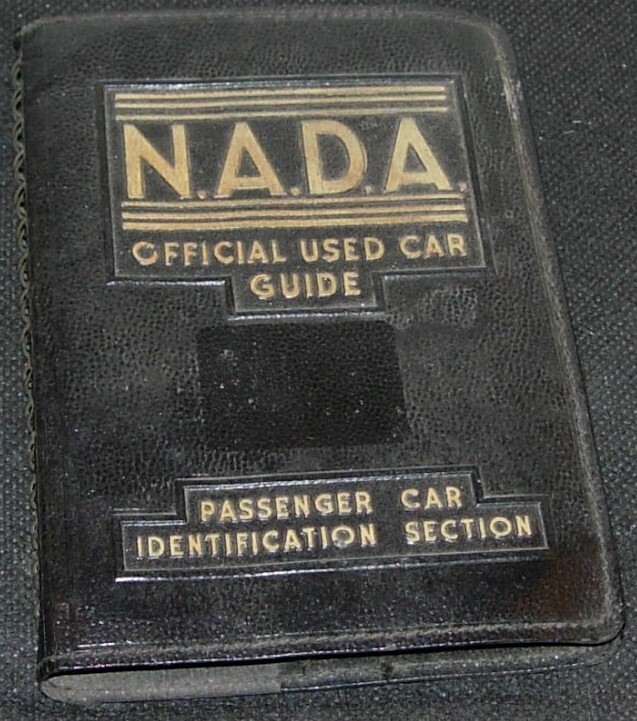 N.A.D.A.
OFFICIAL USED CAR
GUIDE
PASSENGER CAR
IDENTIFICATION SECTION